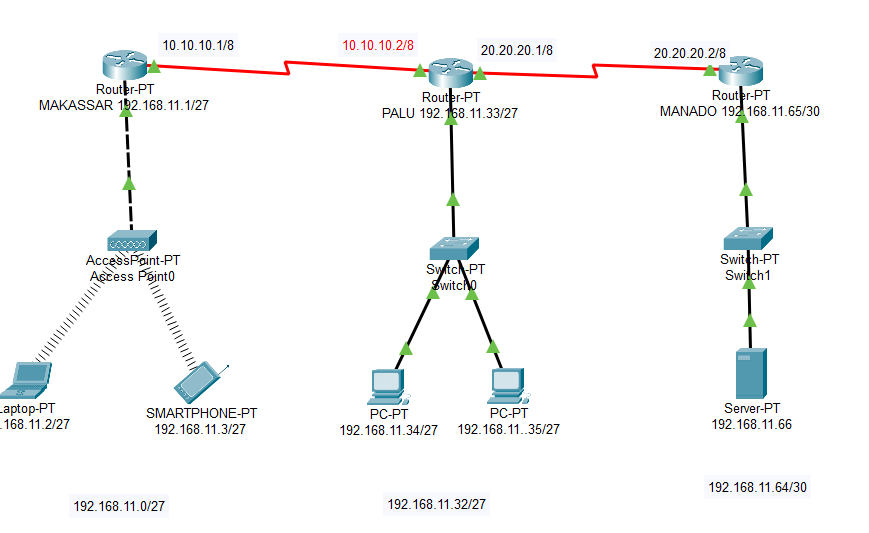 10.10.10.1/8
10.10.10.2/8
20.20.20.1/8
20.20.20.2/8
Router-PT
MAKASSAR 192.168.11.1/27
Router-PT
PALU 192.168.11.33/27
Router-PT
MANADO 192.168.11.65/30
AccessPoint-PT
Access Point0
Switch-PT
Switch0
Switch-PT
Switch1
Laptop-PT
.168.11.2/27
SMARTPHONE-PT
192.168.11.3/27
PC-PT
192.168.11.34/27
PC-PT
192.168.11..35/27
Server-PT
192.168.11.66
192.168.11.0/27
192.168.11.32/27
192.168.11.64/30